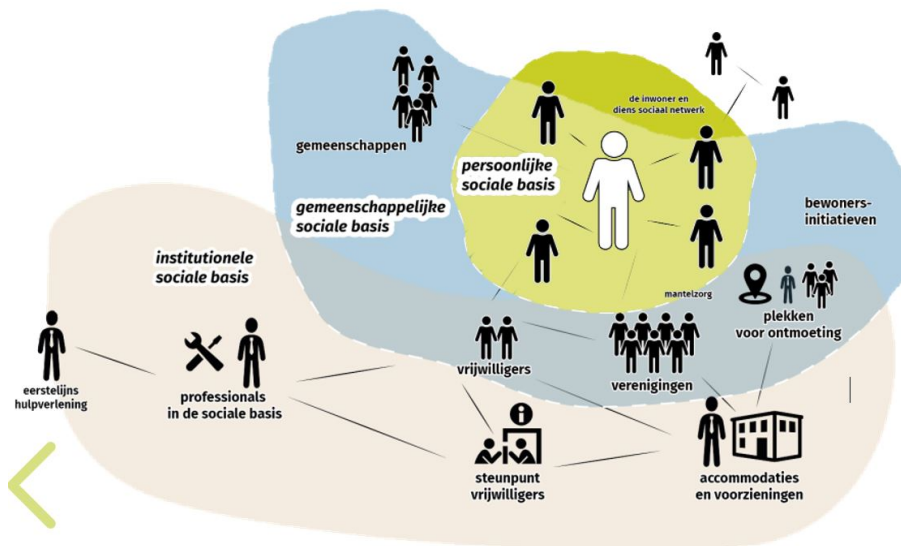 de inwoner en
diens sociaal netwerk
gemeenschappen
persoonlijke
sociale basis
gemeenschappelijke
sociale basis
bewoners-
initiatieven
institutionele
sociale basis
mantelzorg
plekken
voor ontmoeting
vrijwilligers
verenigingen
eerstelijns
hulpverlening
professionals
in de sociale basis
steunpunt
vrijwilligers
accommodaties
en voorzieningen